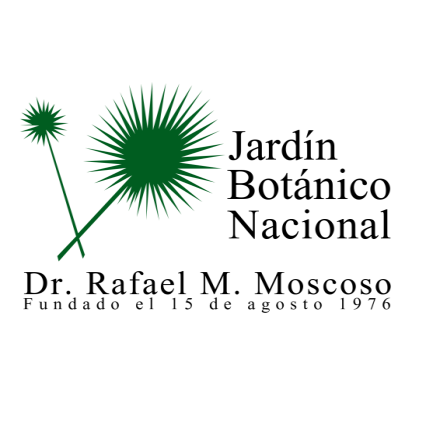 Jardín
Botánico
Nacional
Dr. Rafael M. Moscoso
Fundado el 15 de agosto 1976